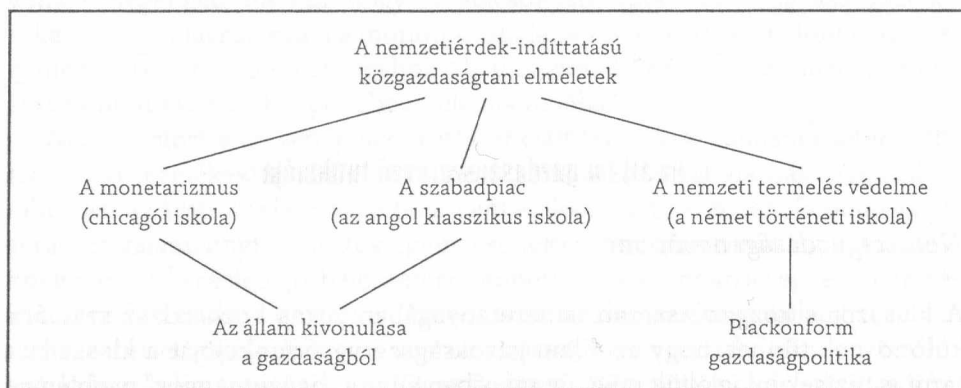 A nemzetiérdek-indíttatású
közgazdaságtani elméletek
A monetarizmus
(chicagói iskola)
A szabadpiac
(az angol klasszikus iskola)
A nemzeti termelés védelme
(a német történeti iskola)
Az állam kivonulása
a gazdaságból
Piackonform
gazdaságpolitika